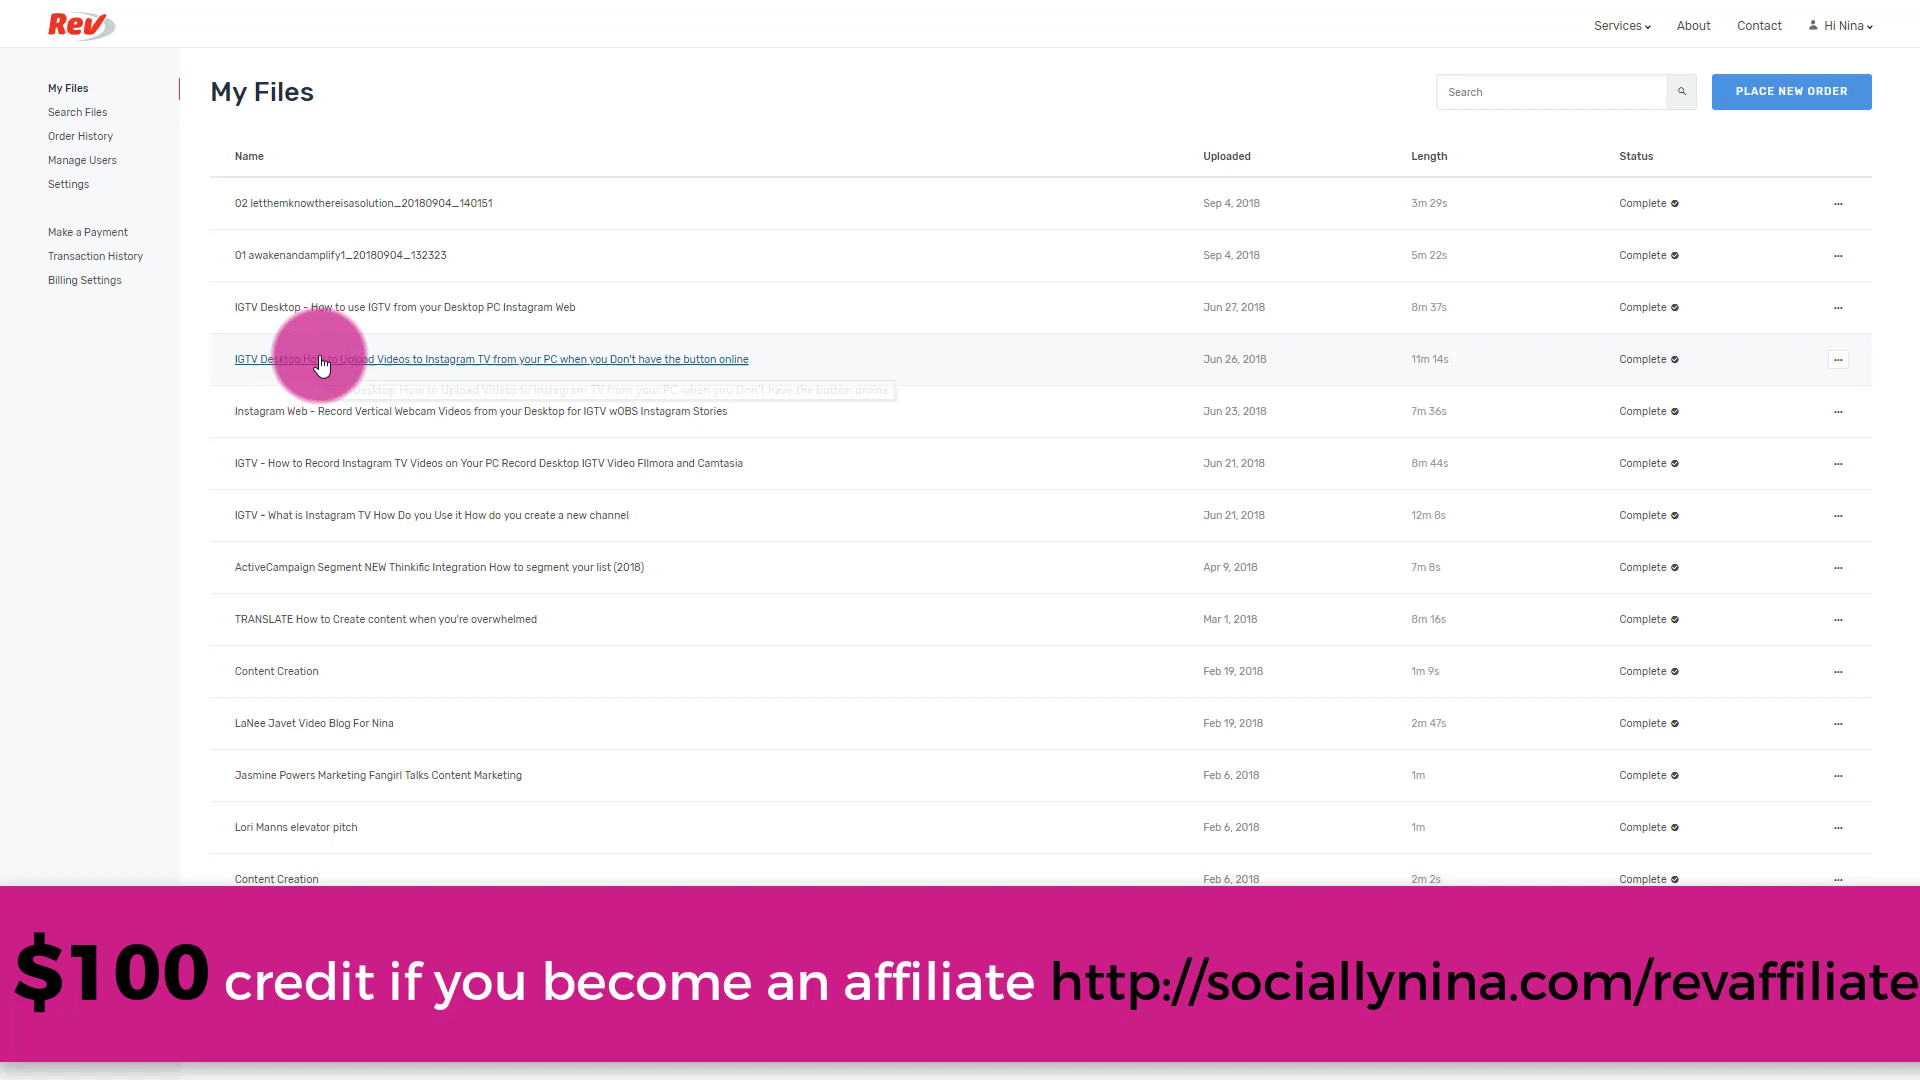 Rev
Services
About
Contact
Hi Nina
My Files
Search Files
Order History
Manage Users
Settings
Make a Payment
Transaction History
Billing Settings
My Files
Search
PLACE NEW ORDER
Name Uploaded Length Status
02 letthemknowthereisasolution_20180904_140151 Sep 4, 2018 3m 29s Complete
01 awakenandamplify1_20180904_132323 Sep 4, 2018 5m 22s Complete
IGTV Desktop - How to use IGTV from your Desktop PC Instagram Web Jun 27, 2018 8m 37s Complete
IGTV Desktop How to Upload Videos to Instagram TV from your PC when you Don't have the button online Jun 26, 2018 11m 14s Complete
Desktop How to Upload Videos to Instagram TV from your PC when you Don't have the button online
Instagram Web - Record Vertical Webcam Videos from your Desktop for IGTV wOBS Instagram Stories Jun 23, 2018 7m 36s Complete
IGTV - How to Record Instagram TV Videos on Your PC Record Desktop IGTV Video FIlmora and Camtasia Jun 21, 2018 8m 44s Complete
IGTV - What is Instagram TV How Do you Use it How do you create a new channel Jun 21, 2018 12m 8s Complete
ActiveCampaign Segment NEW Thinkific Integration How to segment your list (2018) Apr 9, 2018 7m 8s Complete
TRANSLATE How to Create content when you're overwhelmed Mar 1, 2018 8m 16s Complete
Content Creation Feb 19, 2018 1m 9s Complete
LaNee Javet Video Blog For Nina Feb 19, 2018 2m 47s Complete
Jasmine Powers Marketing Fangirl Talks Content Marketing Feb 6, 2018 1m Complete
Lori Manns elevator pitch Feb 6, 2018 1m Complete
Content Creation Feb 6, 2018 2m 2s Complete
$100 credit if you become an affiliate http://sociallynina.com/revaffiliate